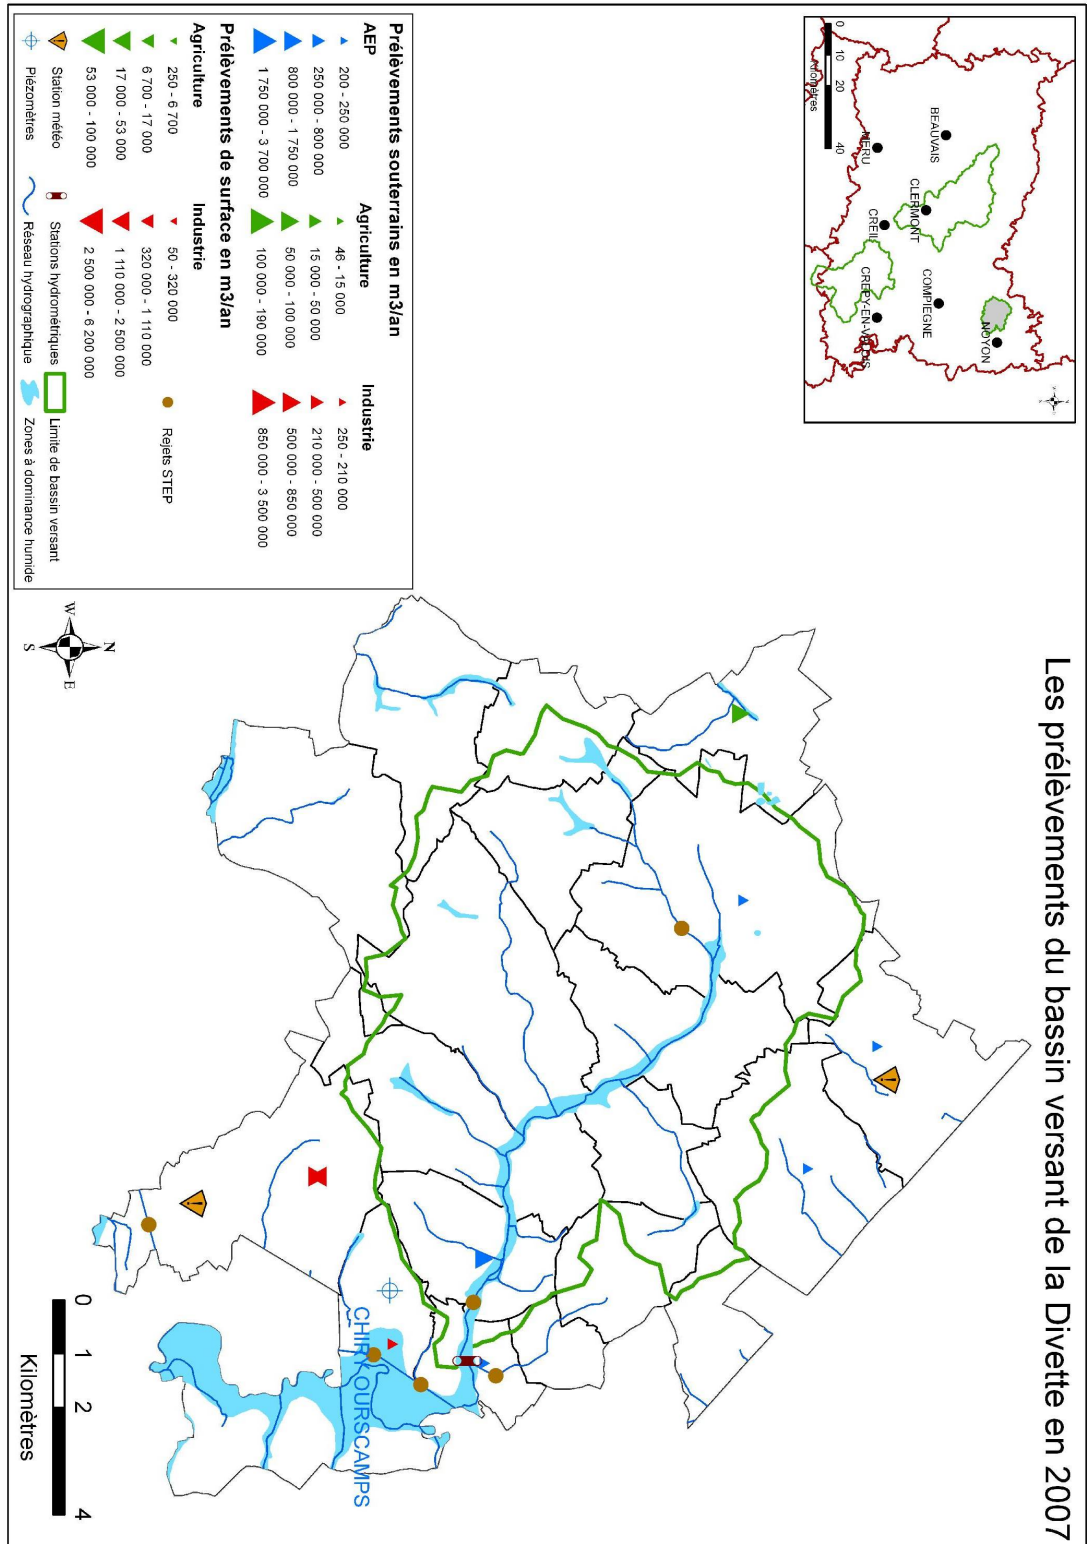 Les prélèvements du bassin versant de la Divette en 2007
BEAUVAIS
CLERMONT
COMPIEGNE
NOYON
MERU
CREIL
CREPY-EN-VALOIS
0 10 20 40
Kilomètres
CHIRY OURSCAMPS
N
W E
S
0 1 2 4
Kilomètres
Prélèvements souterrains en m3/an
AEP
200 - 250 000
250 000 - 800 000
800 000 - 1 750 000
1 750 000 - 3 700 000
Agriculture
46 - 15 000
15 000 - 50 000
50 000 - 100 000
100 000 - 190 000
Industrie
250 - 210 000
210 000 - 500 000
500 000 - 850 000
850 000 - 3 500 000
Prélèvements de surface en m3/an
Agriculture
250 - 6 700
6 700 - 17 000
17 000 - 53 000
53 000 - 100 000
Industrie
50 - 320 000
320 000 - 1 110 000
1 110 000 - 2 500 000
2 500 000 - 6 200 000
Rejets STEP
Station météo
Stations hydrométriques
Limite de bassin versant
Piézomètres
Réseau hydrographique
Zones à dominance humide